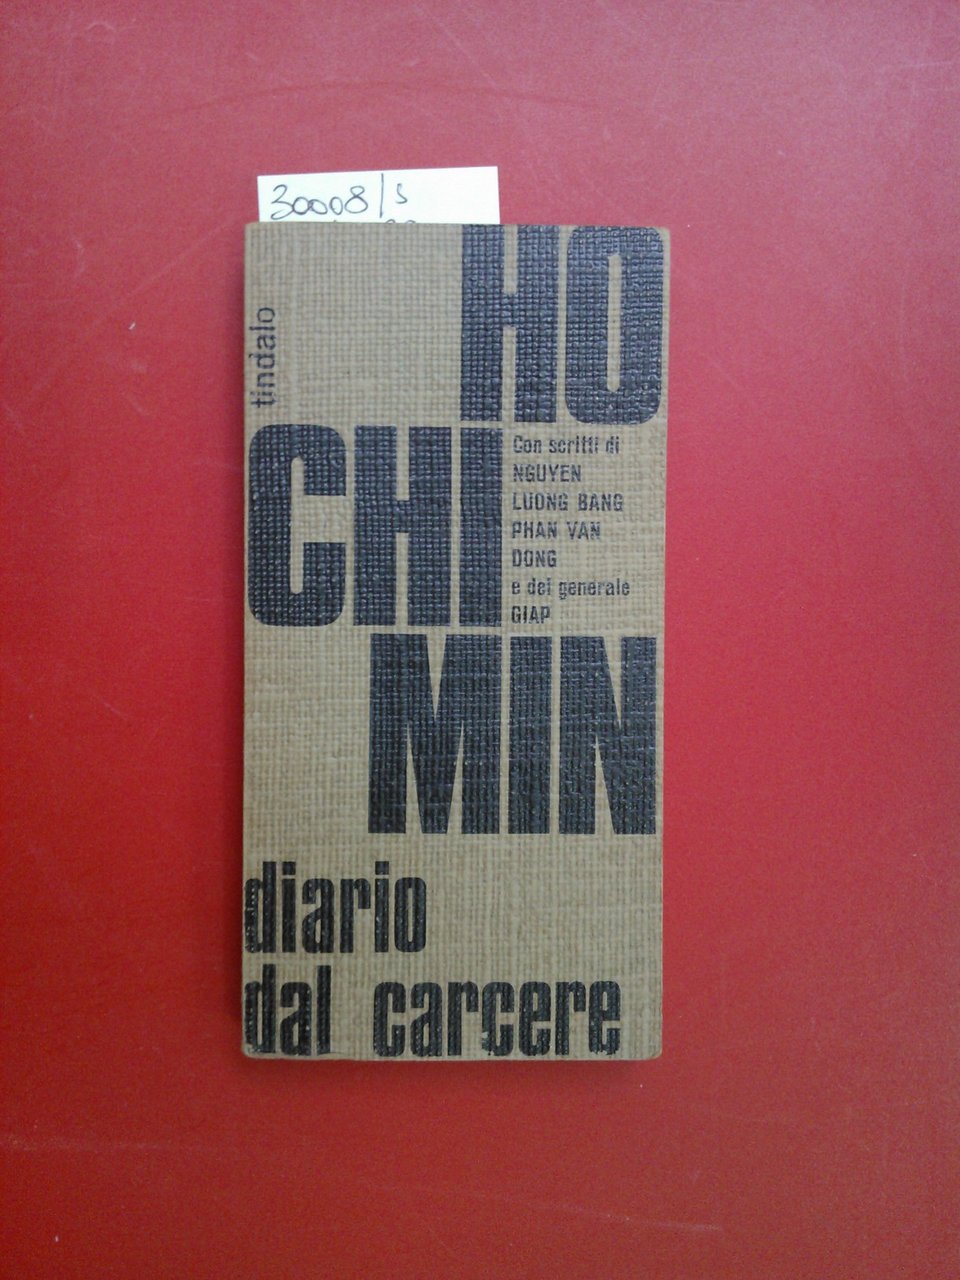 30008/s
tindalo
HO
CHI
Con scritti di
NGUYEN
LUONG BANG
PHAN VAN
DONG
e del generale
GIAP
MIN
diario
dal carcere